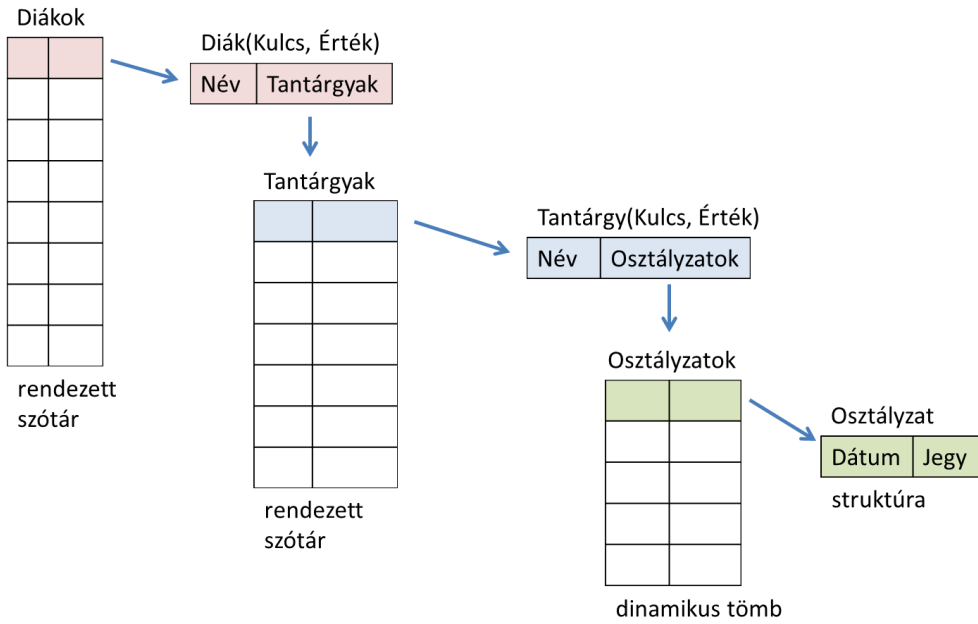 Diákok
Diák(Kulcs, Érték)
Név Tantárgyak
Tantárgyak
rendezett
szótár
Tantárgy(Kulcs, Érték)
Név Osztályzatok
Osztályzatok
rendezett
szótár
Osztályzat
Dátum Jegy
struktúra
dinamikus tömb